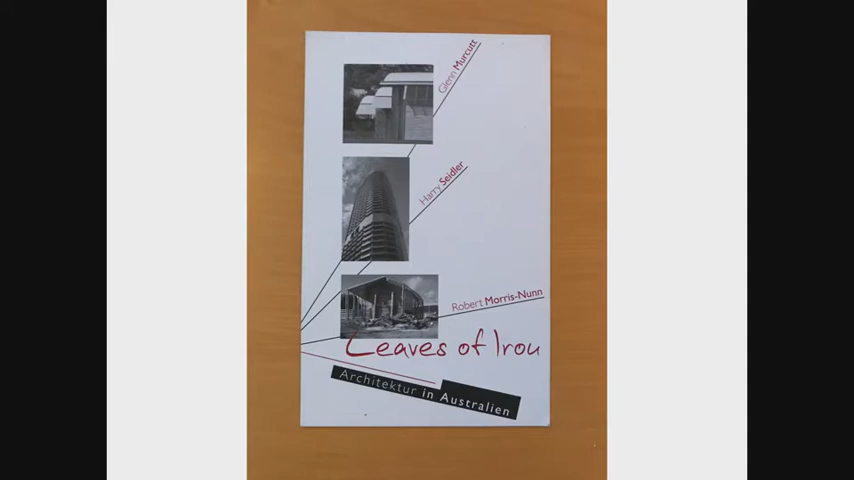 Glenn Murcutt
Harry Seidler
Robert Morris-Nunn
Leaves of Iron
Architektur in Australien